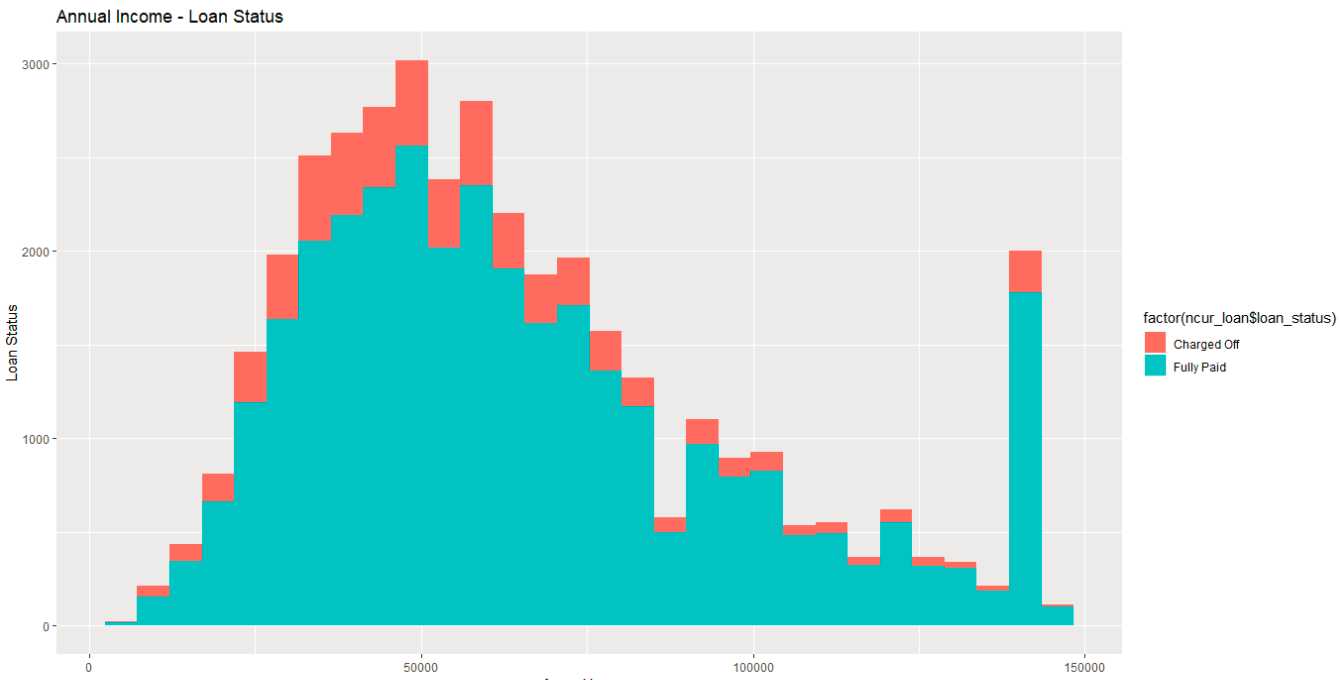 Annual Income - Loan Status
3000
2000
1000
0
Loan Status
0
50000
100000
150000
factor(ncur_loan$loan_status)
Charged Off
Fully Paid